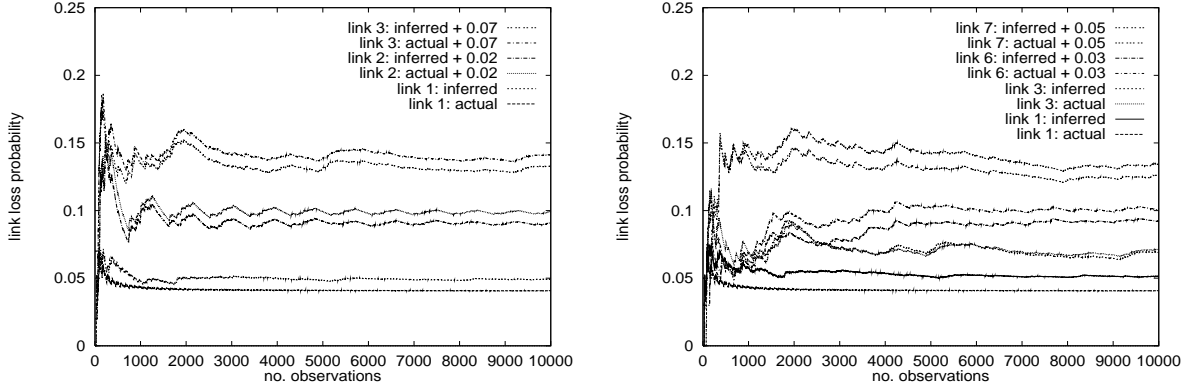 0.25
0.2
0.15
0.1
0.05
0
link loss probability
link 3: inferred + 0.07
link 3: actual + 0.07
link 2: inferred + 0.02
link 2: actual + 0.02
link 1: inferred
link 1: actual
0 1000 2000 3000 4000 5000 6000 7000 8000 9000 10000
no. observations
0.25
0.2
0.15
0.1
0.05
0
link loss probability
link 7: inferred + 0.05
link 7: actual + 0.05
link 6: inferred + 0.03
link 6: actual + 0.03
link 3: inferred
link 3: actual
link 1: inferred
link 1: actual
0 1000 2000 3000 4000 5000 6000 7000 8000 9000 10000
no. observations